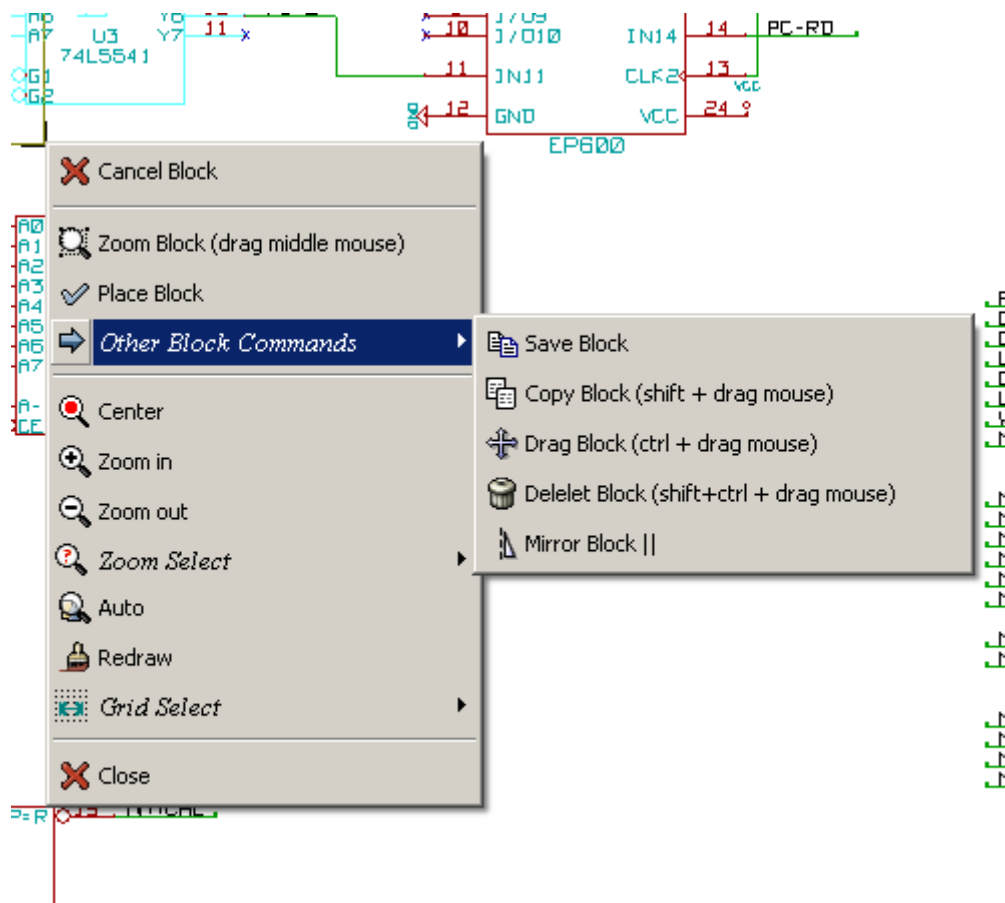 A6 Y6
A7 U3 Y7 11
74LS541
G1
G2
I/O9
10 I/O10 IN14 14 PC-RD
11 IN11 CLK2 13
VCC
12 GND VCC 24
GND
EP600
Cancel Block
A0
A1 Zoom Block (drag middle mouse)
A2
A3 Place Block
A4
A5
A6 Other Block Commands Save Block
A7
Copy Block (shift + drag mouse)
A- Center
CE
Drag Block (ctrl + drag mouse)
Zoom in
Delelet Block (shift+ctrl + drag mouse)
Zoom out
Mirror Block ||
Zoom Select
Auto
Redraw
Grid Select
Close
P=R 19